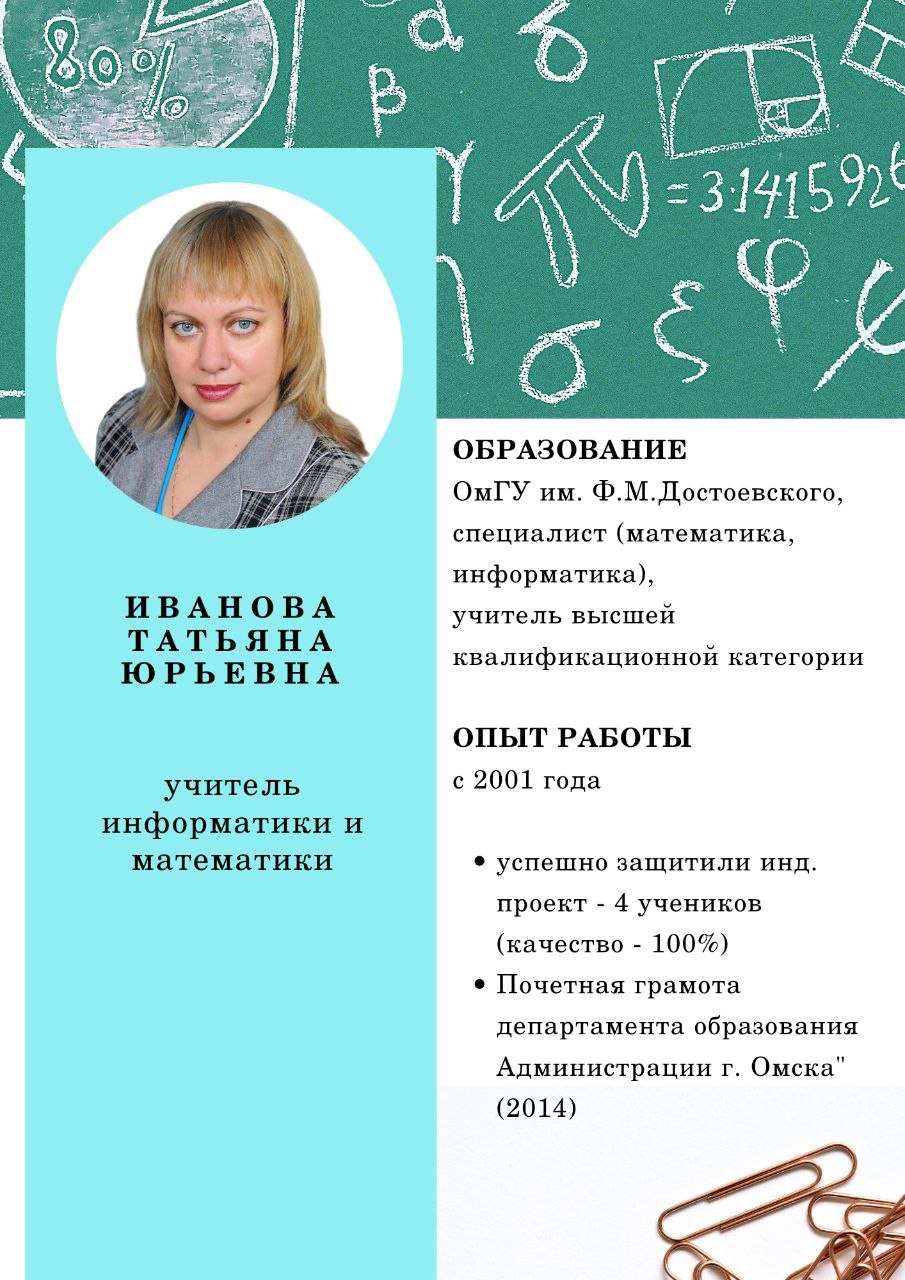 80%
α
δ
β
γ
π
=3.1415926
η
σ
ξ
φ
ψ
ИВАНОВА
ТАТЬЯНА
ЮРЬЕВНА
учитель
информатики и
математики
ОБРАЗОВАНИЕ
ОмГУ им. Ф.М.Достоевского,
специалист (математика,
информатика),
учитель высшей
квалификационной категории
ОПЫТ РАБОТЫ
с 2001 года
• успешно защитили инд.
проект - 4 учеников
(качество - 100%)
• Почетная грамота
департамента образования
Администрации г. Омска"
(2014)